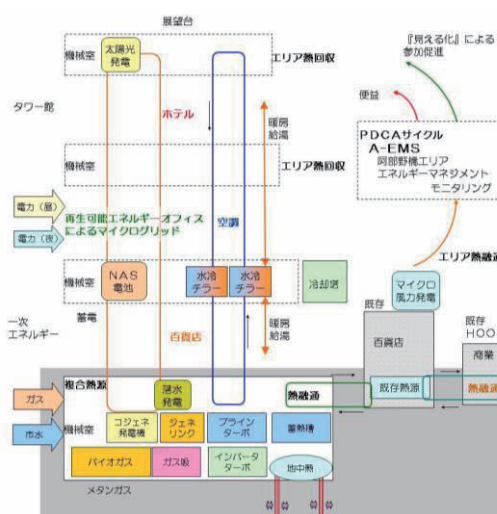 展望台
『見える化』による
参加促進
機械室
太陽光
発電
エリア熱回収
便益
タワー館
ホテル
暖房
給湯
PDCAサイクル
A-EMS
阿部野橋エリア
エネルギーマネジメント
モニタリング
機械室
エリア熱回収
電力（昼）
再生可能エネルギーオフィス
によるマイクログリッド
空調
電力（夜）
エリア熱融通
機械室
NAS
電池
水冷
チラー
水冷
チラー
冷却塔
マイクロ
風力発電
蓄電
既存
既存
HOO
一次
エネルギー
百貨店
暖房
給湯
百貨店
商業
複合熱源
落水
発電
熱融通
既存熱源
熱融通
ガス
市水
機械室
コジェネ
発電機
ジェネ
リンク
ブライン
ターボ
蓄熱槽
バイオガス
ガス吸
インバータ
ターボ
地中熱
メタンガス